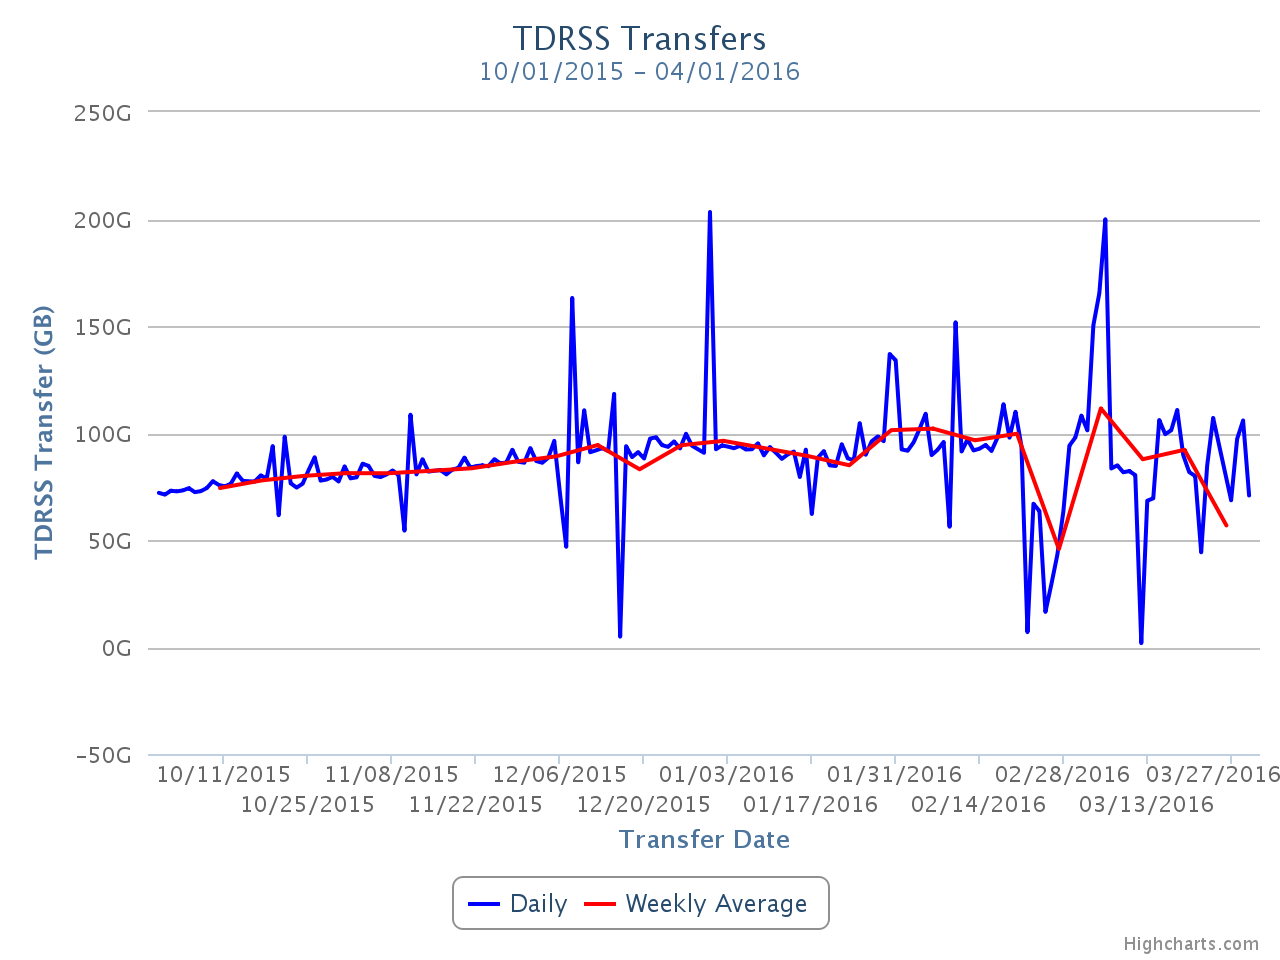 TDRSS Transfers
10/01/2015 – 04/01/2016
250G
200G
150G
100G
50G
0G
–50G
TDRSS Transfer (GB)
10/11/2015 11/08/2015 12/06/2015 01/03/2016 01/31/2016 02/28/2016 03/27/2016
10/25/2015 11/22/2015 12/20/2015 01/17/2016 02/14/2016 03/13/2016
Transfer Date
Daily Weekly Average
Highcharts.com